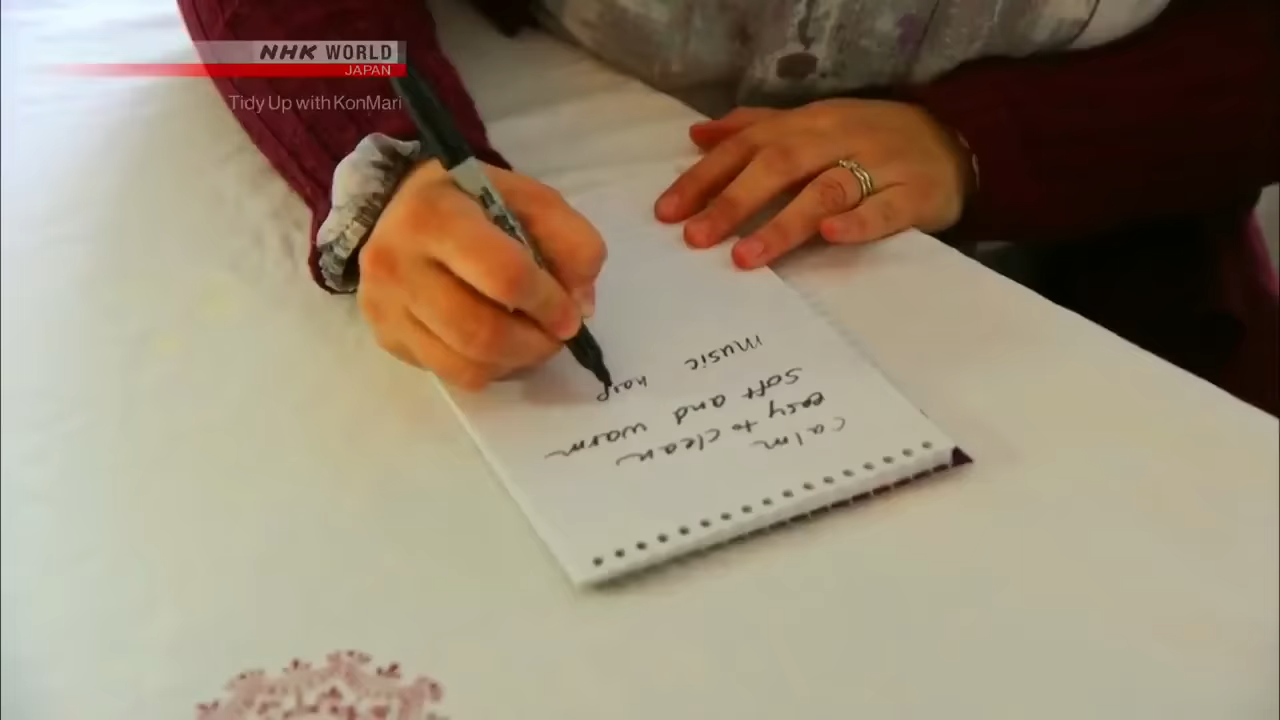 NHK WORLD
JAPAN
Tidy Up with KonMari
calm
easy to clean
soft and warm
music harp